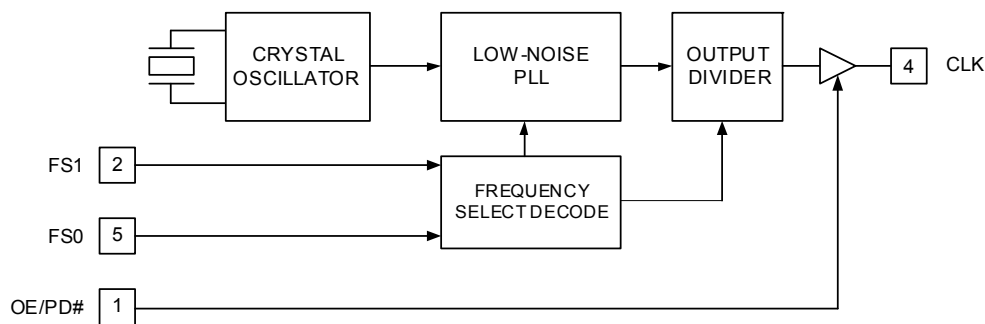 CRYSTAL
OSCILLATOR
LOW-NOISE
PLL
OUTPUT
DIVIDER
4
CLK
FS1
2
FREQUENCY
SELECT DECODE
FS0
5
OE/PD#
1